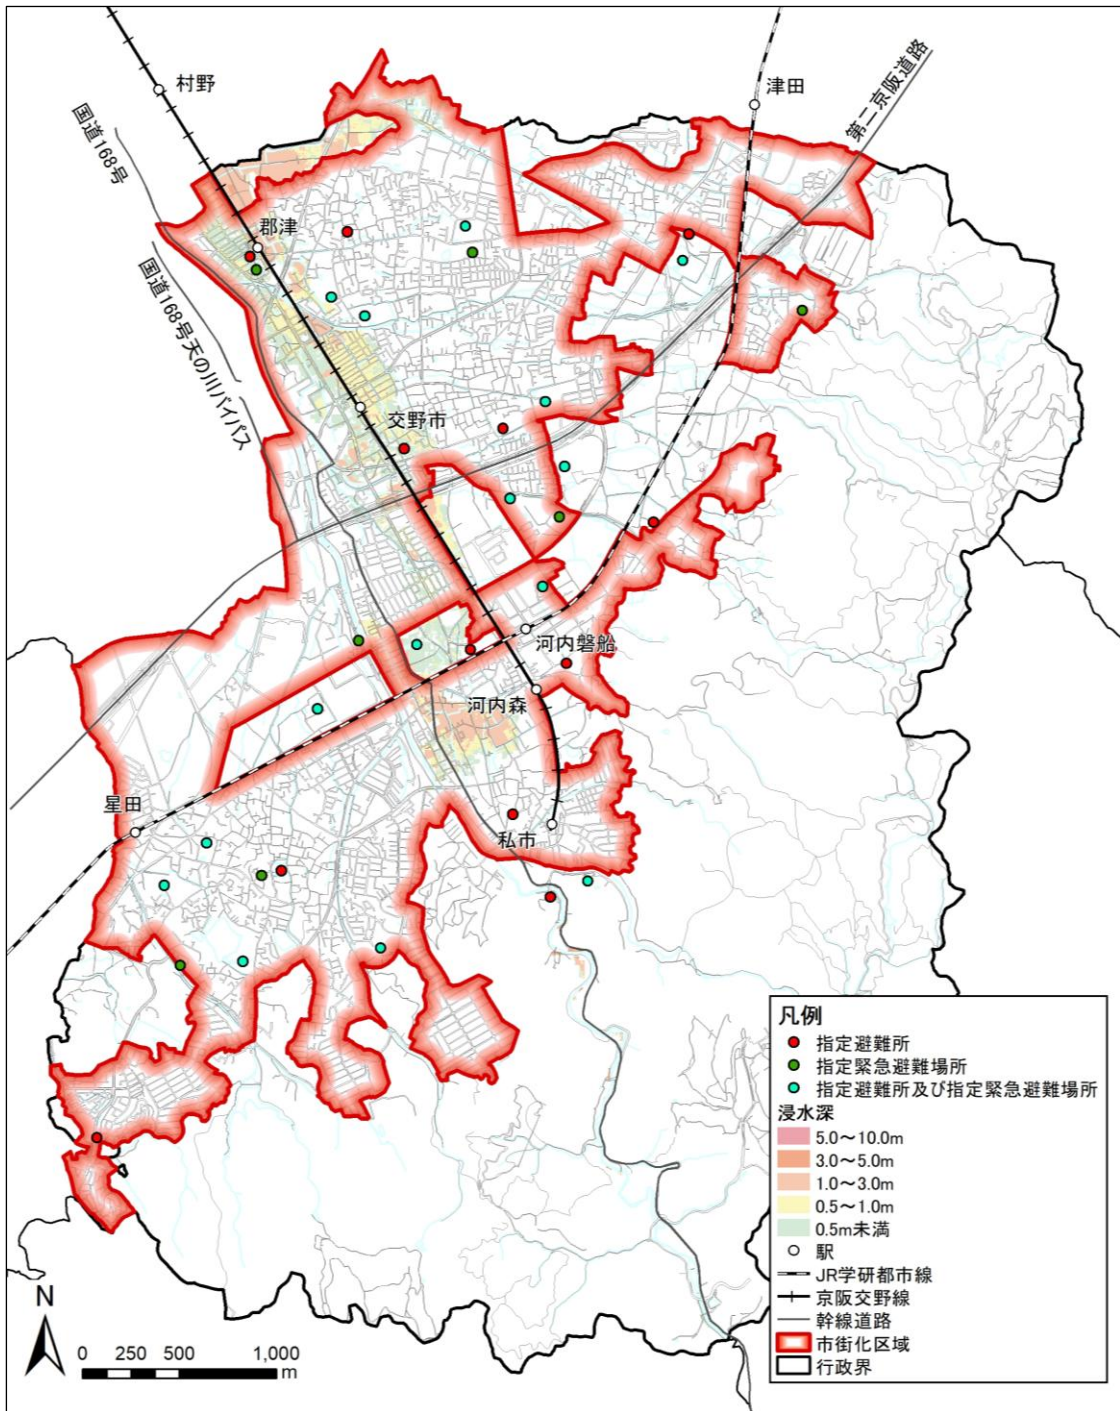 村野
津田
第二京阪道路
国道168号
郡津
国道168号天の川バイパス
交野市
河内磐船
河内森
星田
私市
凡例
指定避難所
指定緊急避難場所
指定避難所及び指定緊急避難場所
浸水深
5.0～10.0m
3.0～5.0m
1.0～3.0m
0.5～1.0m
0.5m未満
駅
JR学研都市線
京阪交野線
幹線道路
市街化区域
行政界
N
0 250 500 1,000
m